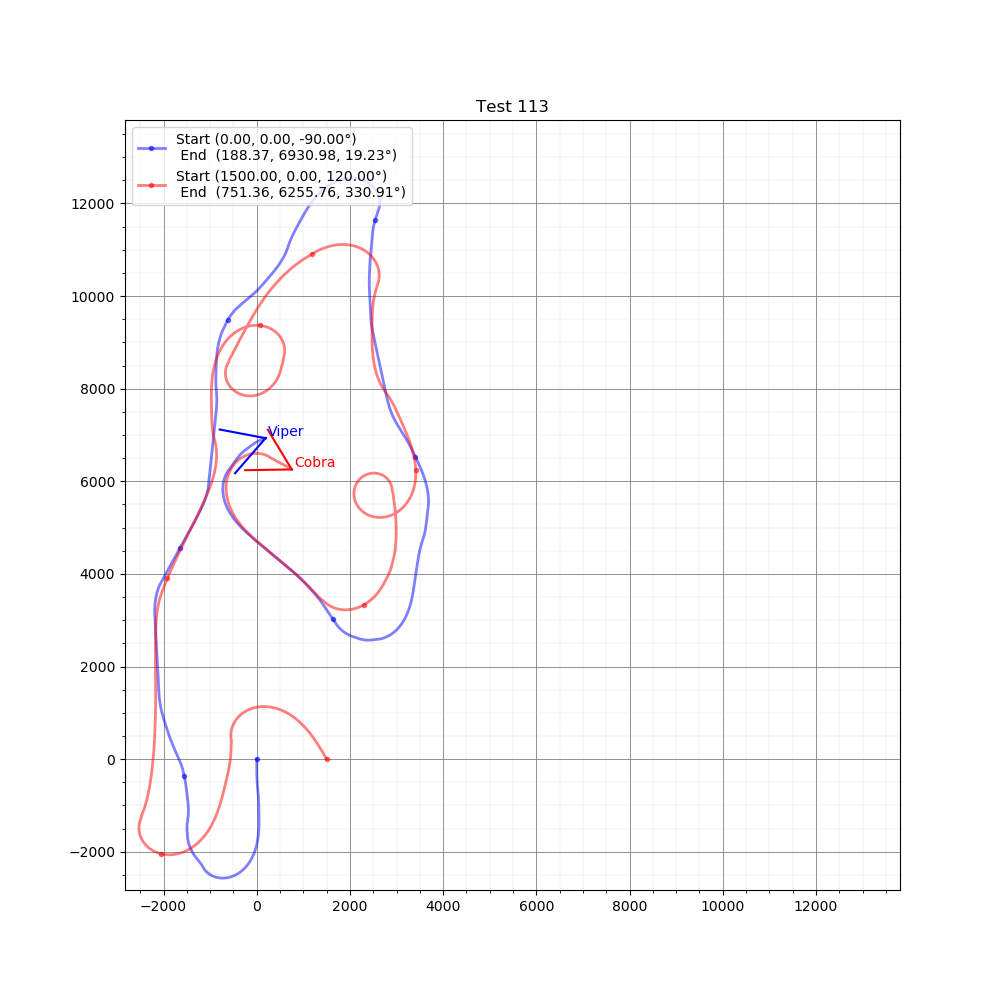 Test 113
Start (0.00, 0.00, -90.00°)
End (188.37, 6930.98, 19.23°)
Start (1500.00, 0.00, 120.00°)
End (751.36, 6255.76, 330.91°)
12000
10000
8000
Viper
Cobra
6000
4000
2000
0
−2000
−2000 0 2000 4000 6000 8000 10000 12000